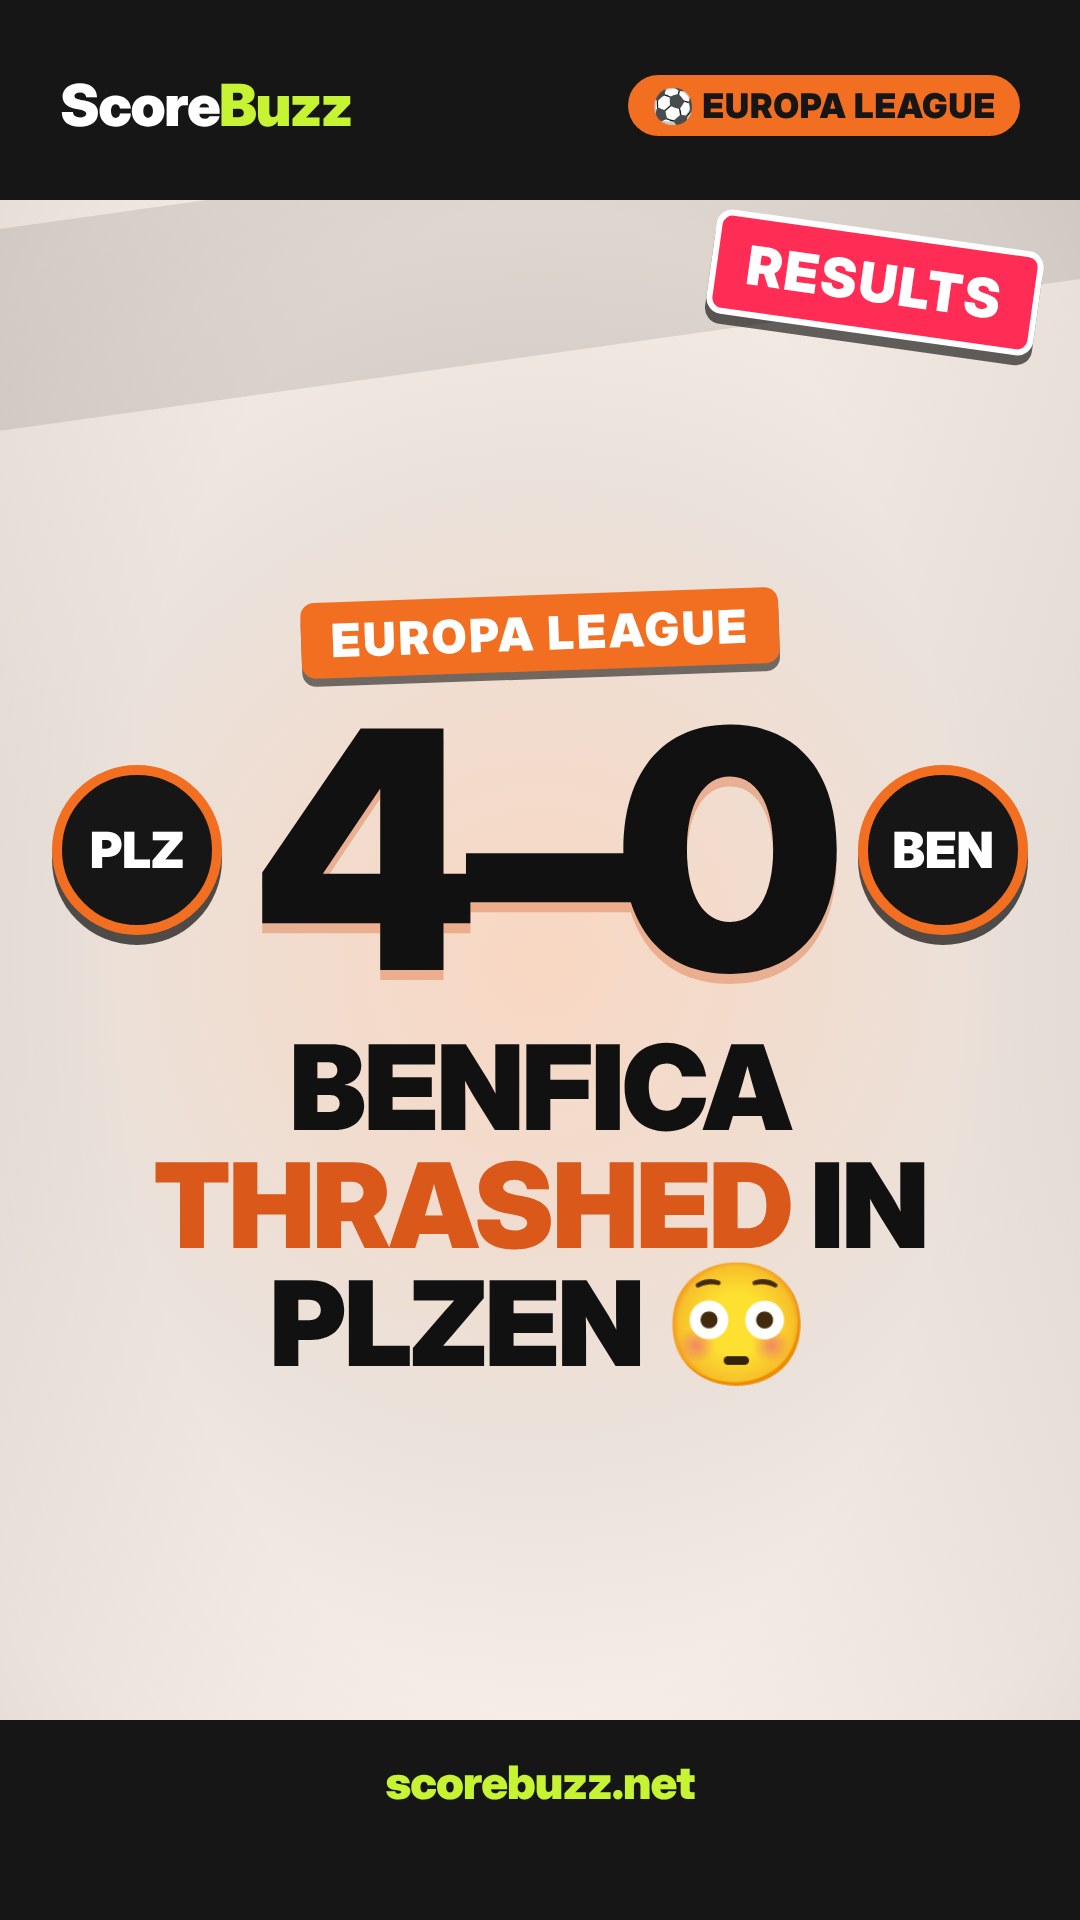 ScoreBuzz
⚽ EUROPA LEAGUE
RESULTS
EUROPA LEAGUE
PLZ
4–0
BEN
BENFICA
THRASHED IN
PLZEN 😳
scorebuzz.net